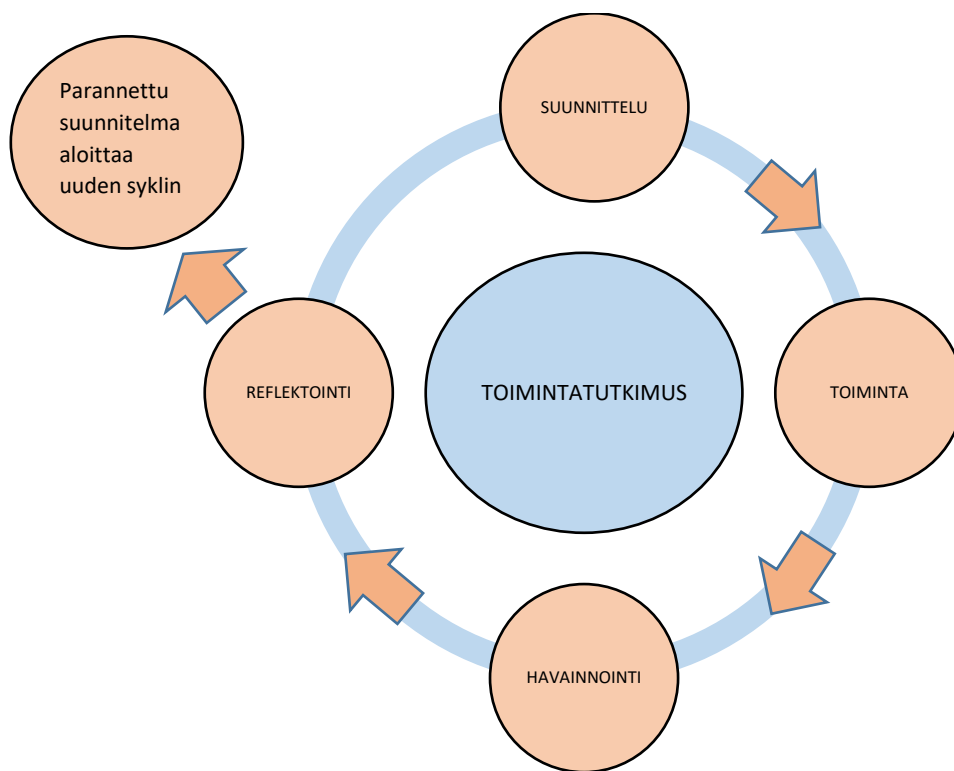 Parannettu
suunnitelma
aloittaa
uuden syklin
SUUNNITTELU
REFLEKTOINTI
TOIMINTATUTKIMUS
TOIMINTA
HAVAINNOINTI